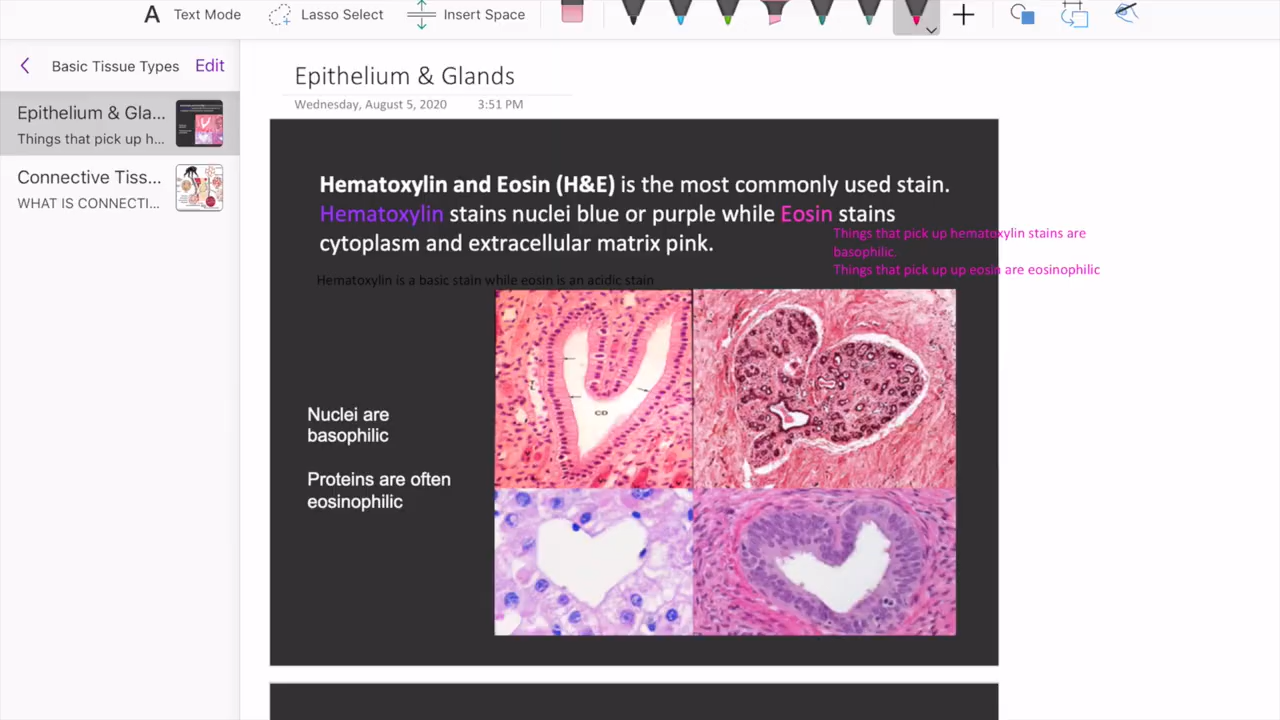 A Text Mode
Lasso Select
Insert Space
Basic Tissue Types
Edit
Epithelium & Gla...
Things that pick up h...
Connective Tiss...
WHAT IS CONNECTI...
Epithelium & Glands
Wednesday, August 5, 2020 3:51 PM
Hematoxylin and Eosin (H&E) is the most commonly used stain.
Hematoxylin stains nuclei blue or purple while Eosin stains
cytoplasm and extracellular matrix pink.
Things that pick up hematoxylin stains are
basophilic.
Things that pick up up eosin are eosinophilic
Hematoxylin is a basic stain while eosin is an acidic stain
CD
Nuclei are
basophilic
Proteins are often
eosinophilic